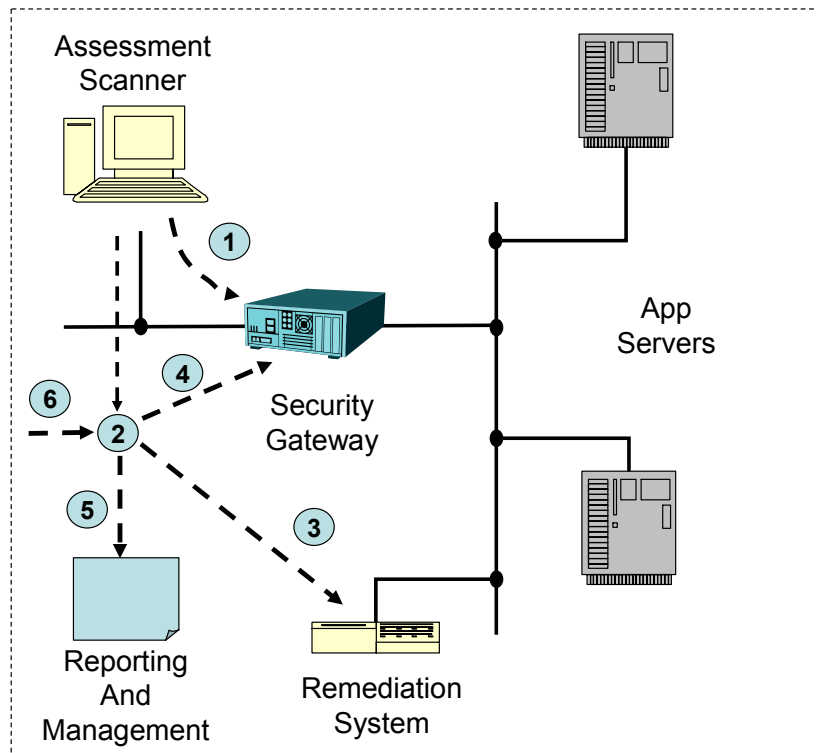 Assessment
Scanner
1
App
Servers
4
Security
Gateway
6
2
5
3
Reporting
And
Management
Remediation
System